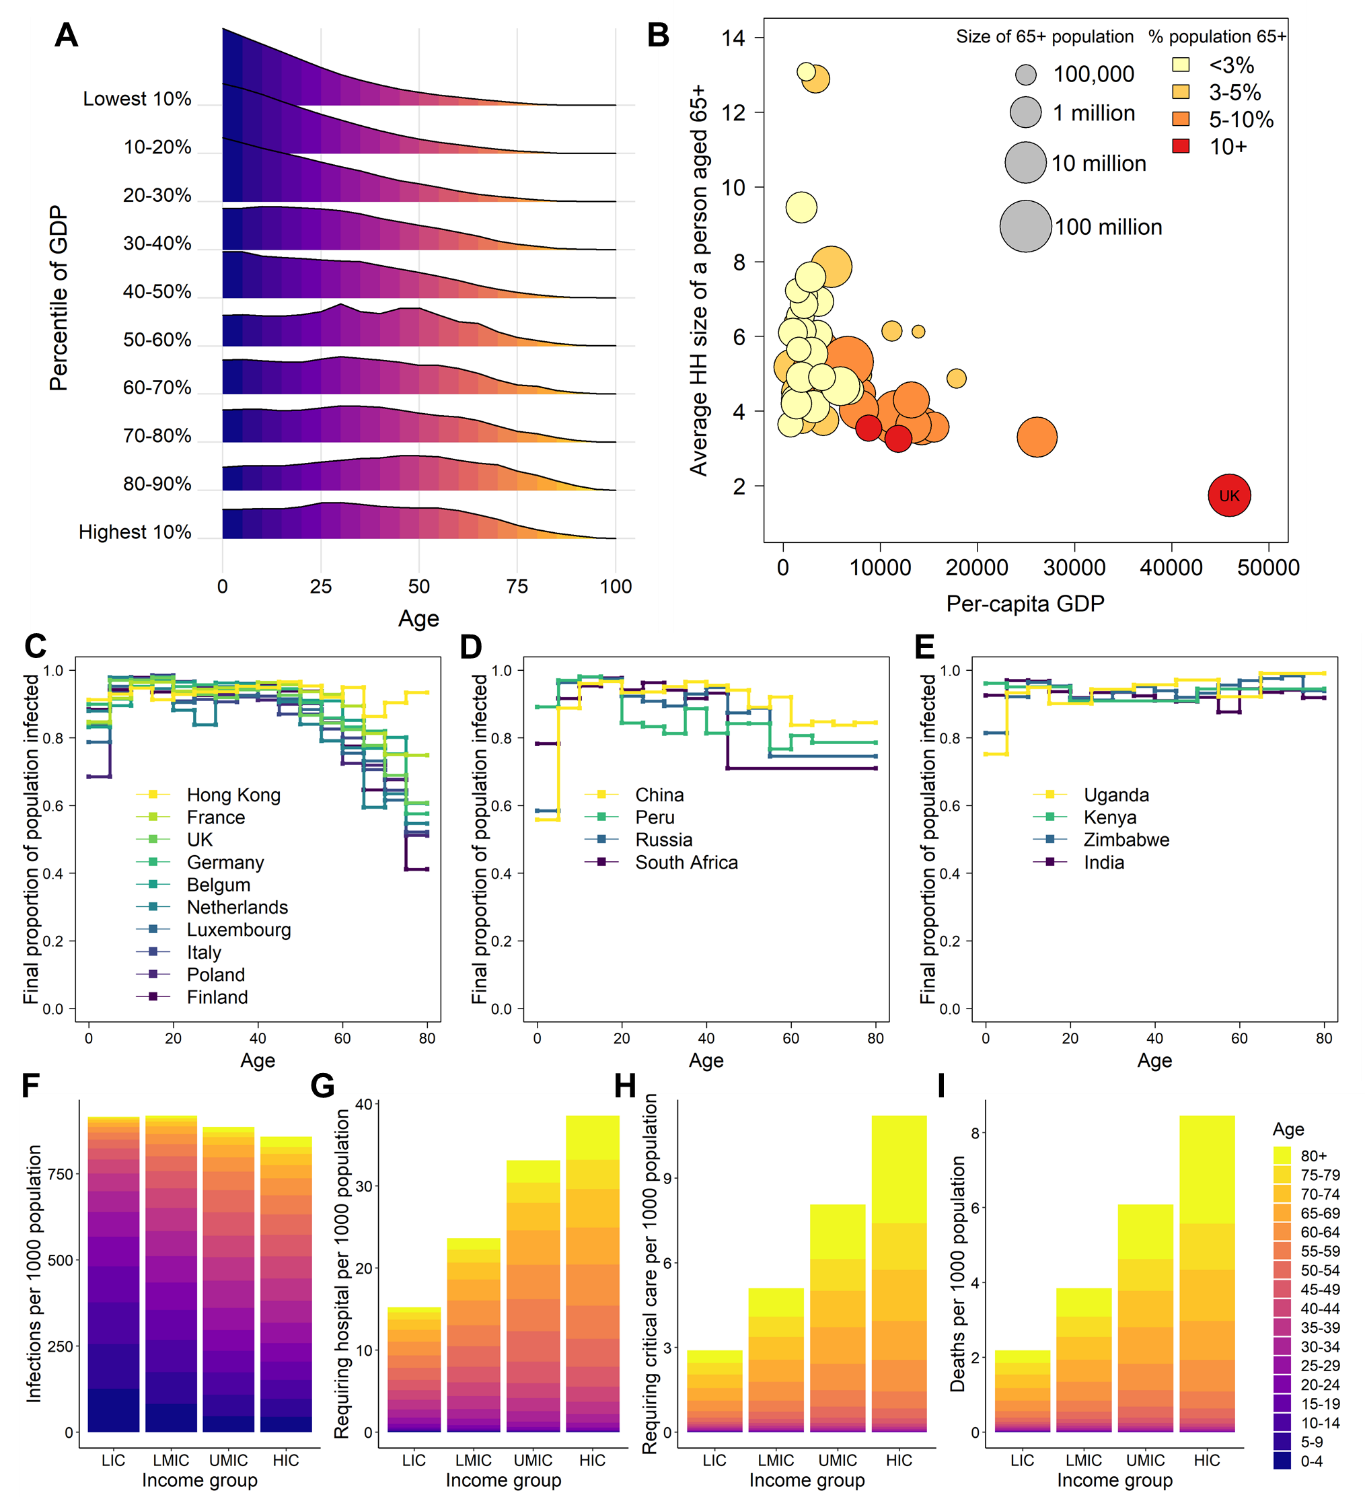 A
Percentile of GDP
Lowest 10%
10-20%
20-30%
30-40%
40-50%
50-60%
60-70%
70-80%
80-90%
Highest 10%
0 25 50 75 100
Age
B
Average HH size of a person aged 65+
14
12
10
8
6
4
2
Size of 65+ population
100,000
1 million
10 million
100 million
% population 65+
<3%
3-5%
5-10%
10+
UK
0 10000 20000 30000 40000 50000
Per-capita GDP
C
Final proportion of population infected
1.0
0.8
0.6
0.4
0.2
0.0
Hong Kong
France
UK
Germany
Belgum
Netherlands
Luxembourg
Italy
Poland
Finland
0 20 40 60 80
Age
D
Final proportion of population infected
1.0
0.8
0.6
0.4
0.2
0.0
China
Peru
Russia
South Africa
0 20 40 60 80
Age
E
Final proportion of population infected
1.0
0.8
0.6
0.4
0.2
0.0
Uganda
Kenya
Zimbabwe
India
0 20 40 60 80
Age
F
Infections per 1000 population
750
500
250
0
LIC LMIC UMIC HIC
Income group
G
Requiring hospital per 1000 population
40
30
20
10
0
LIC LMIC UMIC HIC
Income group
H
Requiring critical care per 1000 population
9
6
3
0
LIC LMIC UMIC HIC
Income group
I
Deaths per 1000 population
8
6
4
2
0
LIC LMIC UMIC HIC
Income group
Age
80+
75-79
70-74
65-69
60-64
55-59
50-54
45-49
40-44
35-39
30-34
25-29
20-24
15-19
10-14
5-9
0-4